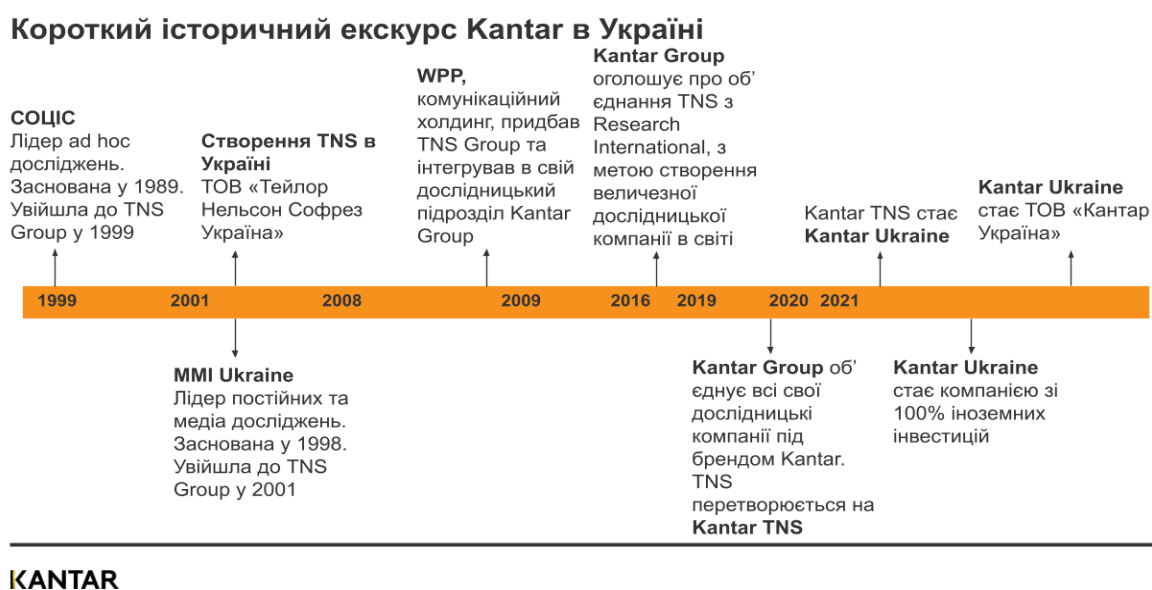 Короткий історичний екскурс Kantar в Україні
СОЦІС
Лідер ad hoc
досліджень.
Заснована у 1989.
Увійшла до TNS
Group у 1999
Створення TNS в
Україні
ТОВ «Тейлор
Нельсон Софрез
Україна»
WPP,
комунікаційний
холдинг, придбав
TNS Group та
інтегрував в свій
дослідницький
підрозділ Kantar
Group
Kantar Group
оголошує про об’
єднання TNS з
Research
International, з
метою створення
величезної
дослідницької
компанії в світі
Kantar TNS стає
Kantar Ukraine
Kantar Ukraine
стає ТОВ «Кантар
Україна»
1999 2001 2008 2009 2016 2019 2020 2021
MMI Ukraine
Лідер постійних та
медіа досліджень.
Заснована у 1998.
Увійшла до TNS
Group у 2001
Kantar Group об’
єднує всі свої
дослідницькі
компанії під
брендом Kantar.
TNS
перетворюється на
Kantar TNS
Kantar Ukraine
стає компанією зі
100% іноземних
інвестицій
KANTAR